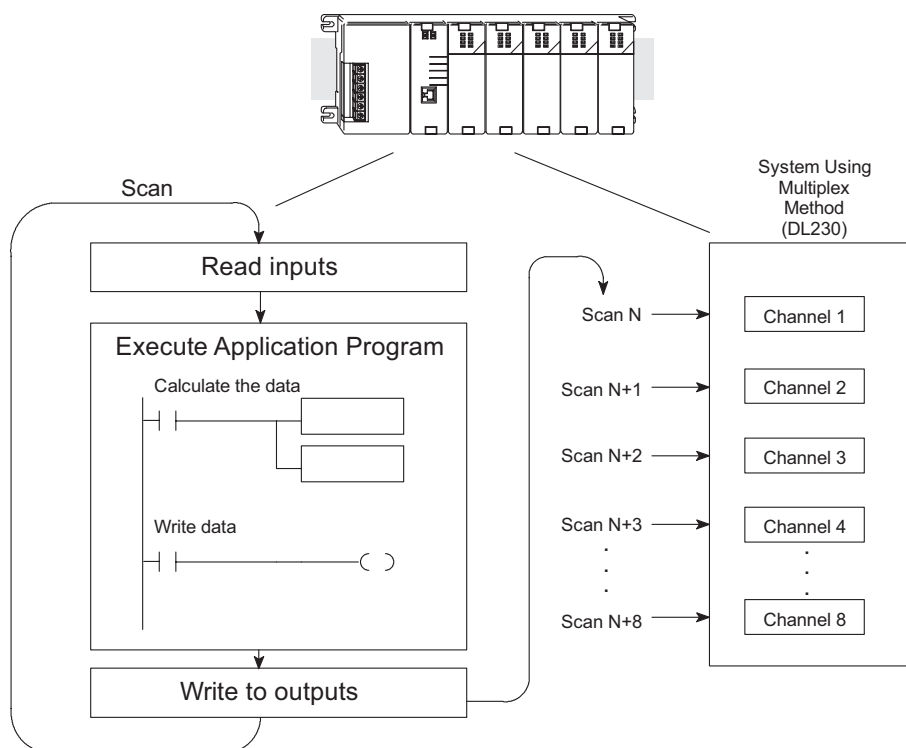 System Using
Multiplex
Method
(DL230)
Scan
Read inputs
Execute Application Program
Calculate the data
Write data
Write to outputs
Scan N
Channel 1
Scan N+1
Channel 2
Scan N+2
Channel 3
Scan N+3
Channel 4
Scan N+8
Channel 8